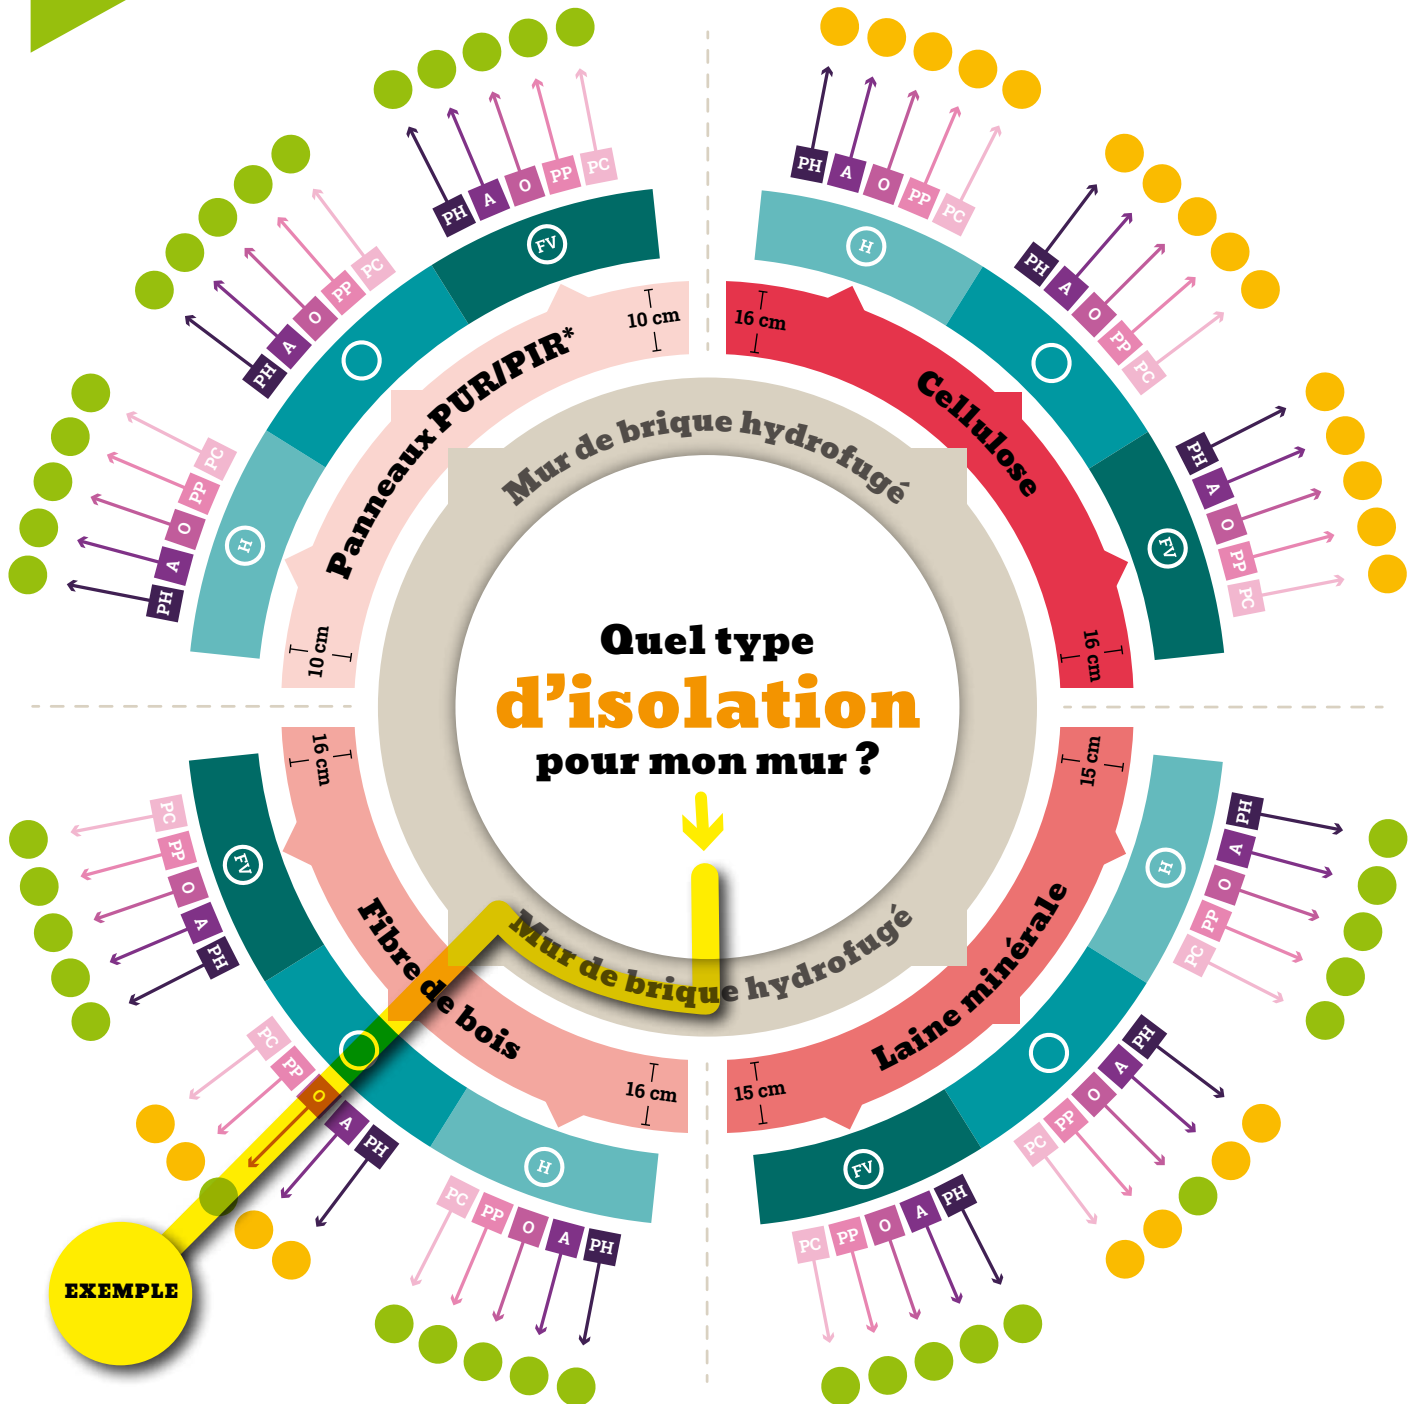 Quel type
d'isolation
pour mon mur ?
Mur de brique hydrofugé
Mur de brique hydrofugé
Panneaux PUR/PIR*
10 cm
10 cm
FV
PH
A
O
PP
PC
PH
A
O
PP
PC
H
PH
A
O
PP
PC
Cellulose
16 cm
16 cm
H
PH
A
O
PP
PC
PH
A
O
PP
PC
FV
PH
A
O
PP
PC
Laine minérale
15 cm
15 cm
H
PH
A
O
PP
PC
PH
A
O
PP
PC
FV
PH
A
O
PP
PC
Fibre de bois
16 cm
16 cm
FV
PC
PP
O
A
PH
PC
PP
O
A
PH
H
PC
PP
O
A
PH
EXEMPLE